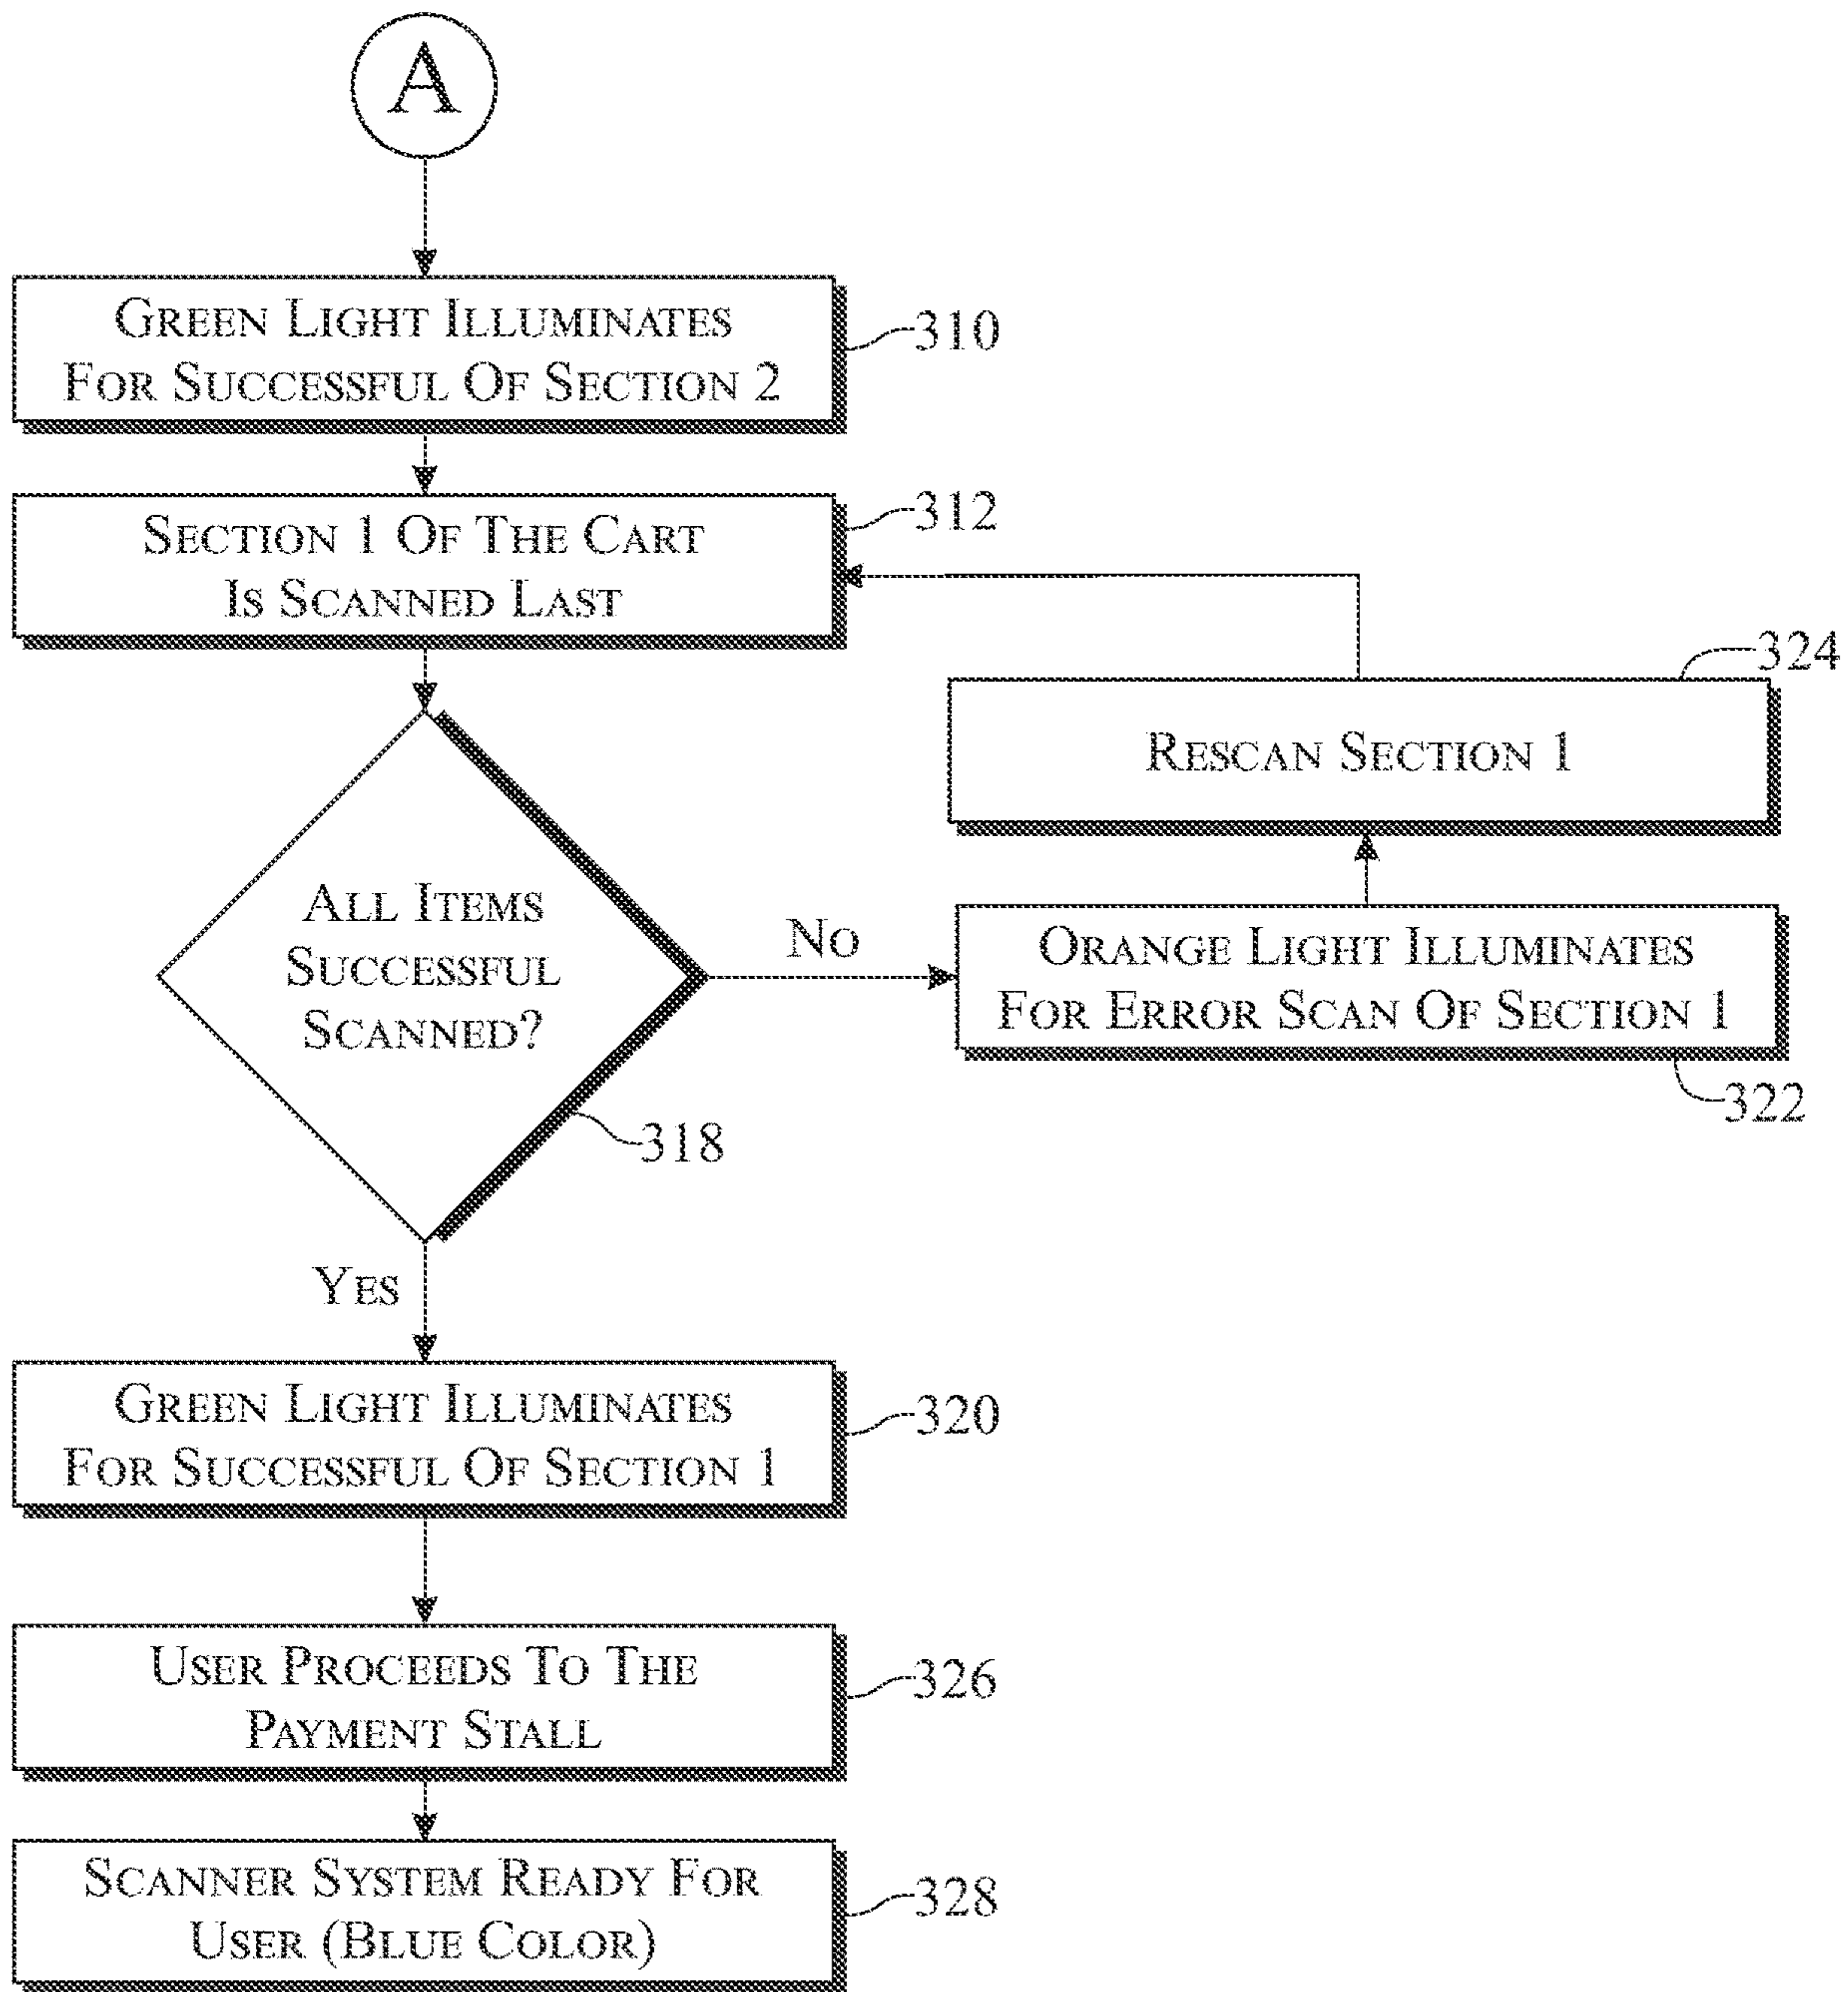 A
GREEN LIGHT ILLUMINATES
FOR SUCCESSFUL OF SECTION 2
310
SECTION 1 OF THE CART
IS SCANNED LAST
312
324
RESCAN SECTION 1
ALL ITEMS
SUCCESSFUL
SCANNED?
NO
ORANGE LIGHT ILLUMINATES
FOR ERROR SCAN OF SECTION 1
322
318
YES
GREEN LIGHT ILLUMINATES
FOR SUCCESSFUL OF SECTION 1
320
USER PROCEEDS TO THE
PAYMENT STALL
326
SCANNER SYSTEM READY FOR
USER (BLUE COLOR)
328